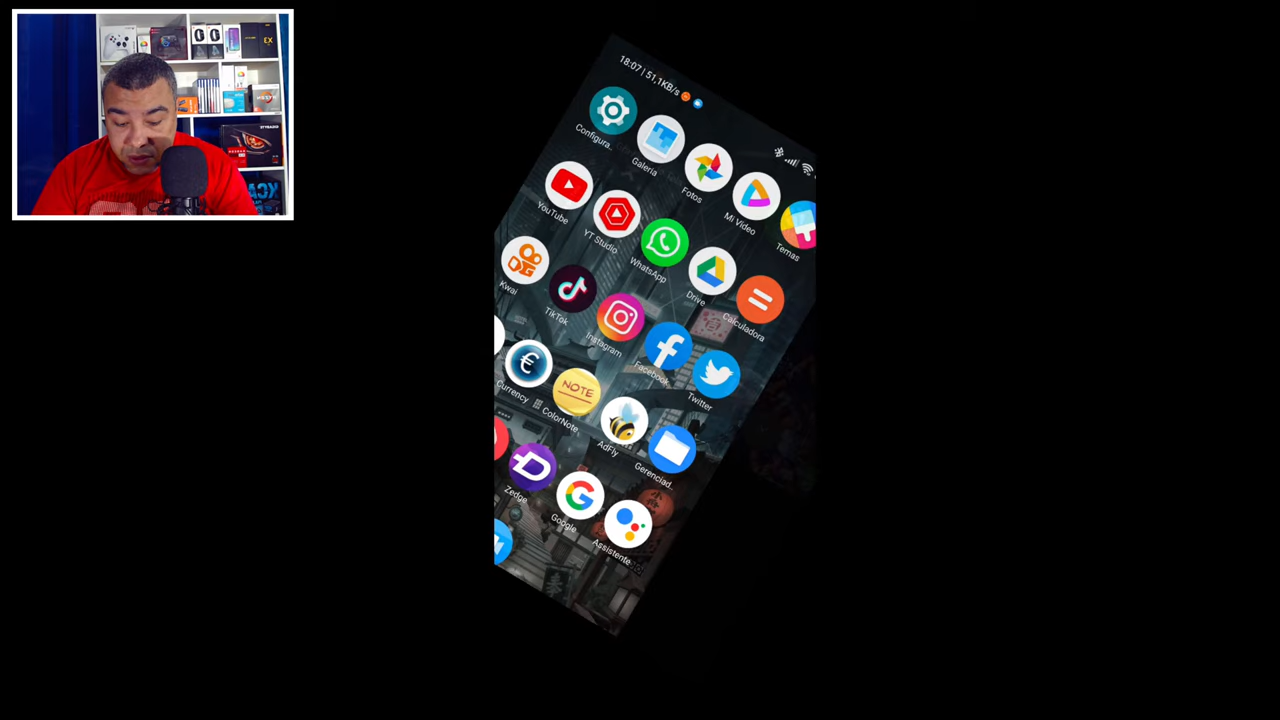 18:07 | 51,1KB/s
Configura..
Galeria
Fotos
Mi Vídeo
Temas
YouTube
YT Studio
WhatsApp
Drive
Calculadora
Kwai
TikTok
Instagram
Facebook
Twitter
Currency
NOTE
ColorNote
AdFly
Gerenciad..
Zedge
Google
Assistente